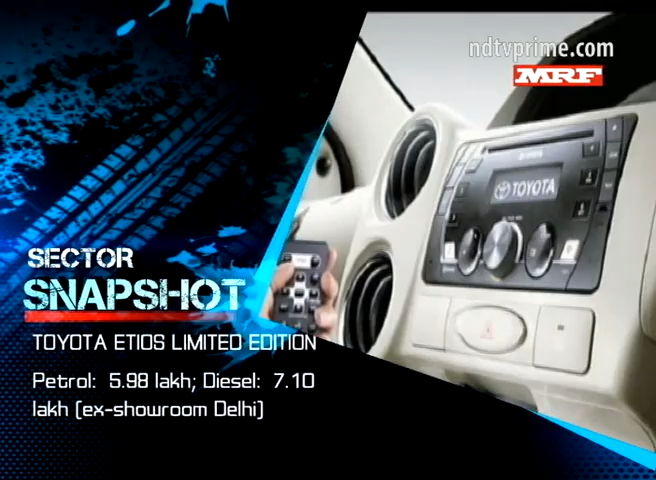 ndtvprime.com
MRF
TOYOTA
SECTOR
SNAPSHOT
TOYOTA ETIOS LIMITED EDITION
Petrol: 5.98 lakh; Diesel: 7.10
lakh (ex-showroom Delhi)